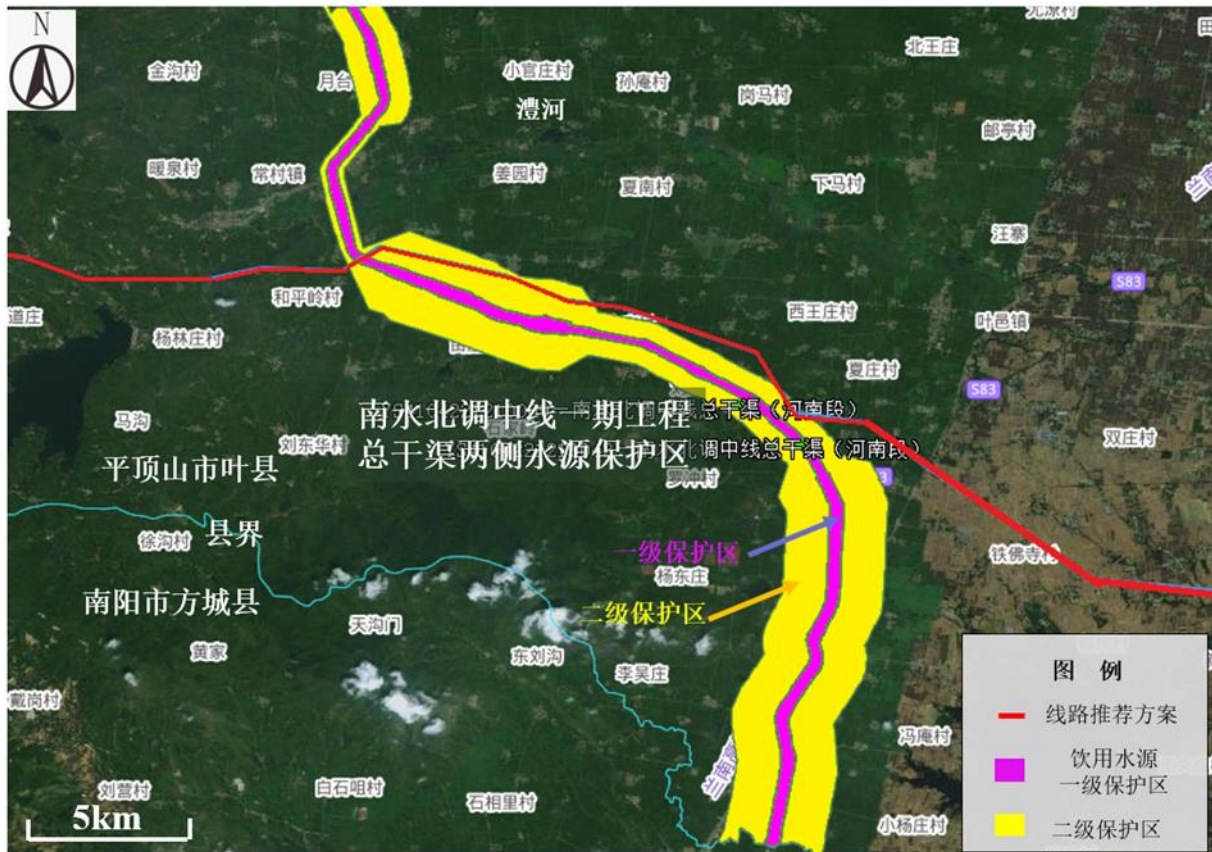 N
金沟村
月台
小官庄村
孙庵村
岗马村
北王庄
澧河
邮亭村
暖泉村
常村镇
姜园村
夏南村
下马村
汪寨
S83
和平岭村
道庄
杨林庄村
西王庄村
叶邑镇
夏庄村
S83
马沟
刘东华村
南水北调中线一期工程
总干渠两侧水源保护区
总干渠（河南段）
调中线总干渠（河南段）
双庄村
平顶山市叶县
罗冲村
徐沟村
县界
一级保护区
杨东庄
铁佛寺村
南阳市方城县
二级保护区
天沟门
黄家
东刘沟
李吴庄
戴岗村
冯庵村
刘营村
白石咀村
石相里村
小杨庄村
5km
图 例
线路推荐方案
饮用水源
一级保护区
二级保护区